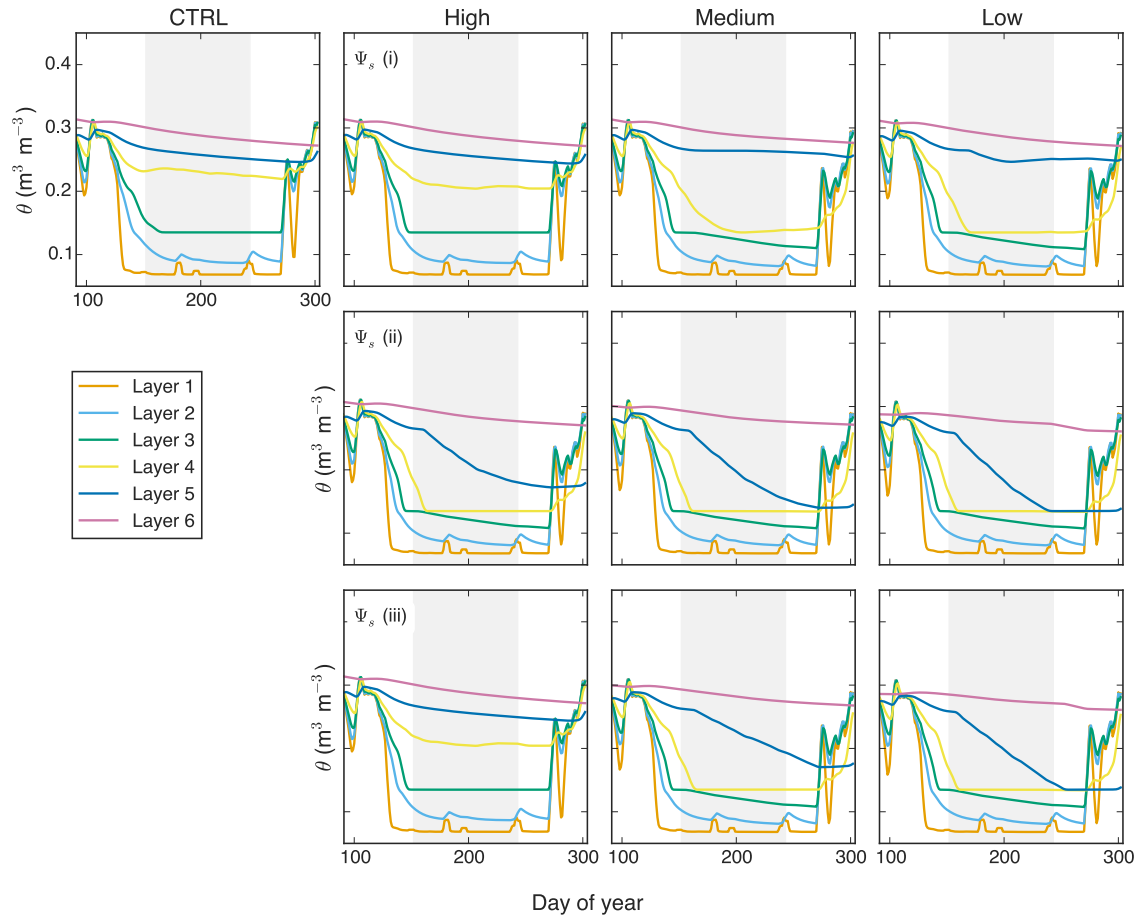 CTRL High Medium Low
Ψs (i)
0.4
0.3
0.2
0.1
θ (m³ m⁻³)
100 200 300
Ψs (ii)
θ (m³ m⁻³)
Layer 1
Layer 2
Layer 3
Layer 4
Layer 5
Layer 6
Ψs (iii)
θ (m³ m⁻³)
100 200 300 100 200 300 100 200 300
Day of year